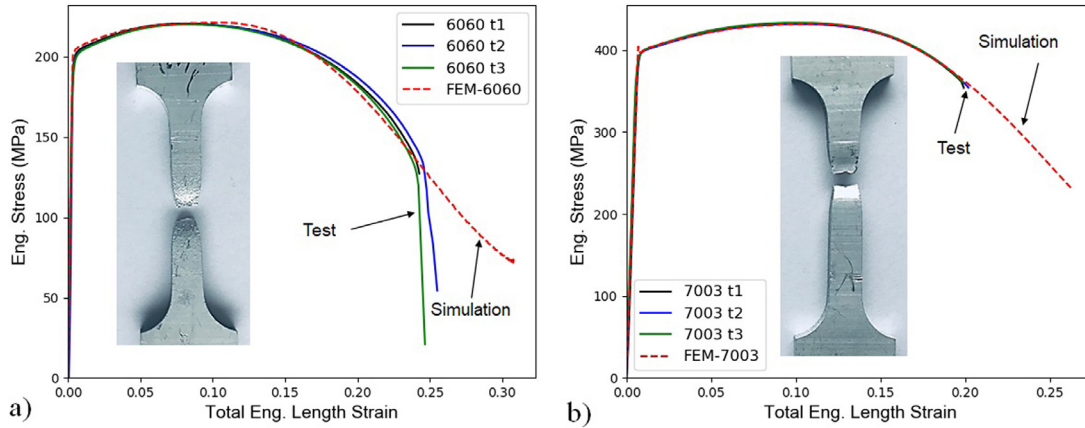 6060 t1
6060 t2
6060 t3
FEM-6060
200
150
100
50
0
Eng. Stress (MPa)
Test
Simulation
0.00 0.05 0.10 0.15 0.20 0.25 0.30
Total Eng. Length Strain
a)
Simulation
Test
400
300
200
100
0
Eng. Stress (MPa)
7003 t1
7003 t2
7003 t3
FEM-7003
0.00 0.05 0.10 0.15 0.20 0.25
Total Eng. Length Strain
b)